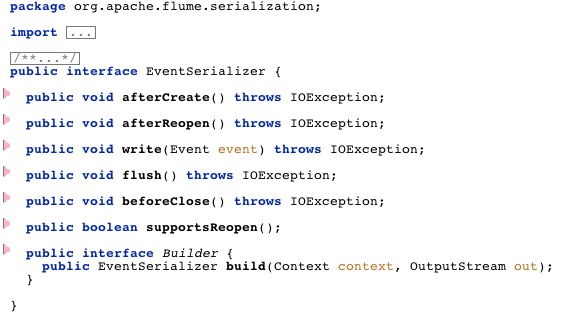 package org.apache.flume.serialization;
import ...
/**...*/
public interface EventSerializer {
public void afterCreate() throws IOException;
public void afterReopen() throws IOException;
public void write(Event event) throws IOException;
public void flush() throws IOException;
public void beforeClose() throws IOException;
public boolean supportsReopen();
public interface Builder {
public EventSerializer build(Context context, OutputStream out);
}
}